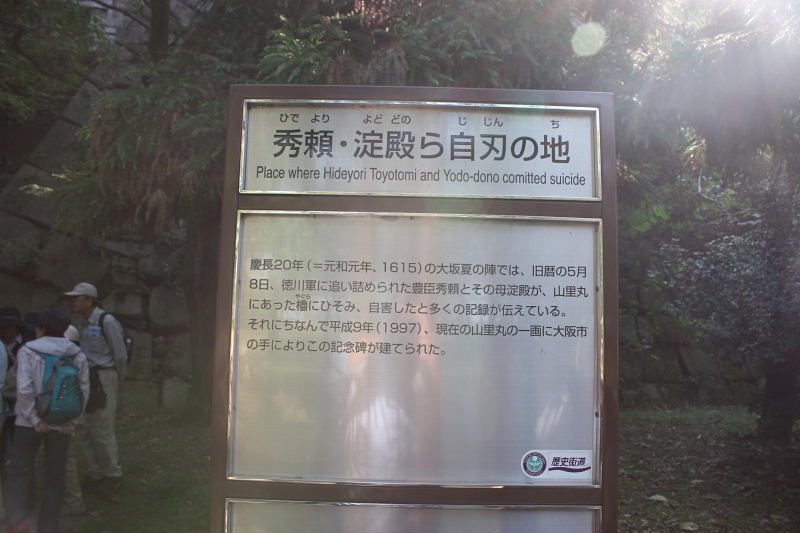 ひで より よど どの じ じん ち
秀頼・淀殿ら自刃の地
Place where Hideyori Toyotomi and Yodo-dono comitted suicide
慶長20年（＝元和元年、1615）の大坂夏の陣では、旧暦の5月
8日、徳川軍に追い詰められた豊臣秀頼とその母淀殿が、山里丸
やぐら
にあった櫓にひそみ、自害したと多くの記録が伝えている。
それにちなんで平成9年（1997）、現在の山里丸の一画に大阪市
の手によりこの記念碑が建てられた。
歴史街道